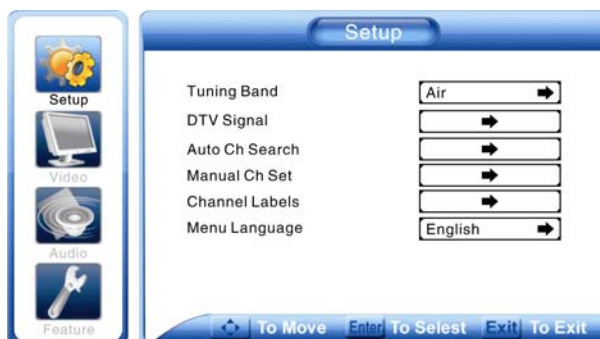 Setup
Setup
Video
Audio
Feature
Tuning Band Air
DTV Signal
Auto Ch Search
Manual Ch Set
Channel Labels
Menu Language English
To Move Enter To Selest Exit To Exit